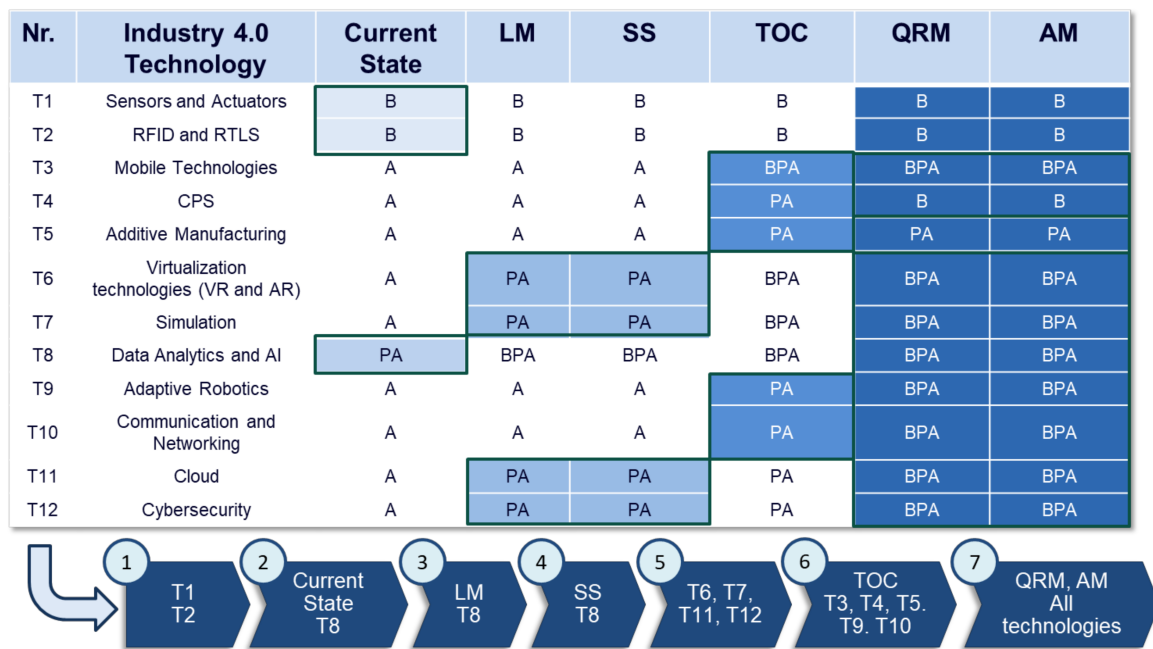 Nr. Industry 4.0 Technology Current State LM SS TOC QRM AM
T1 Sensors and Actuators B B B B B B
T2 RFID and RTLS B B B B B B
T3 Mobile Technologies A A A BPA BPA BPA
T4 CPS A A A PA B B
T5 Additive Manufacturing A A A PA PA PA
T6 Virtualization technologies (VR and AR) A PA PA BPA BPA BPA
T7 Simulation A PA PA BPA BPA BPA
T8 Data Analytics and AI PA BPA BPA BPA BPA BPA
T9 Adaptive Robotics A A A PA BPA BPA
T10 Communication and Networking A A A PA BPA BPA
T11 Cloud A PA PA PA BPA BPA
T12 Cybersecurity A PA PA PA BPA BPA
1
T1
T2
2
Current
State
T8
3
LM
T8
4
SS
T8
5
T6, T7,
T11, T12
6
TOC
T3, T4, T5.
T9. T10
7
QRM, AM
All
technologies